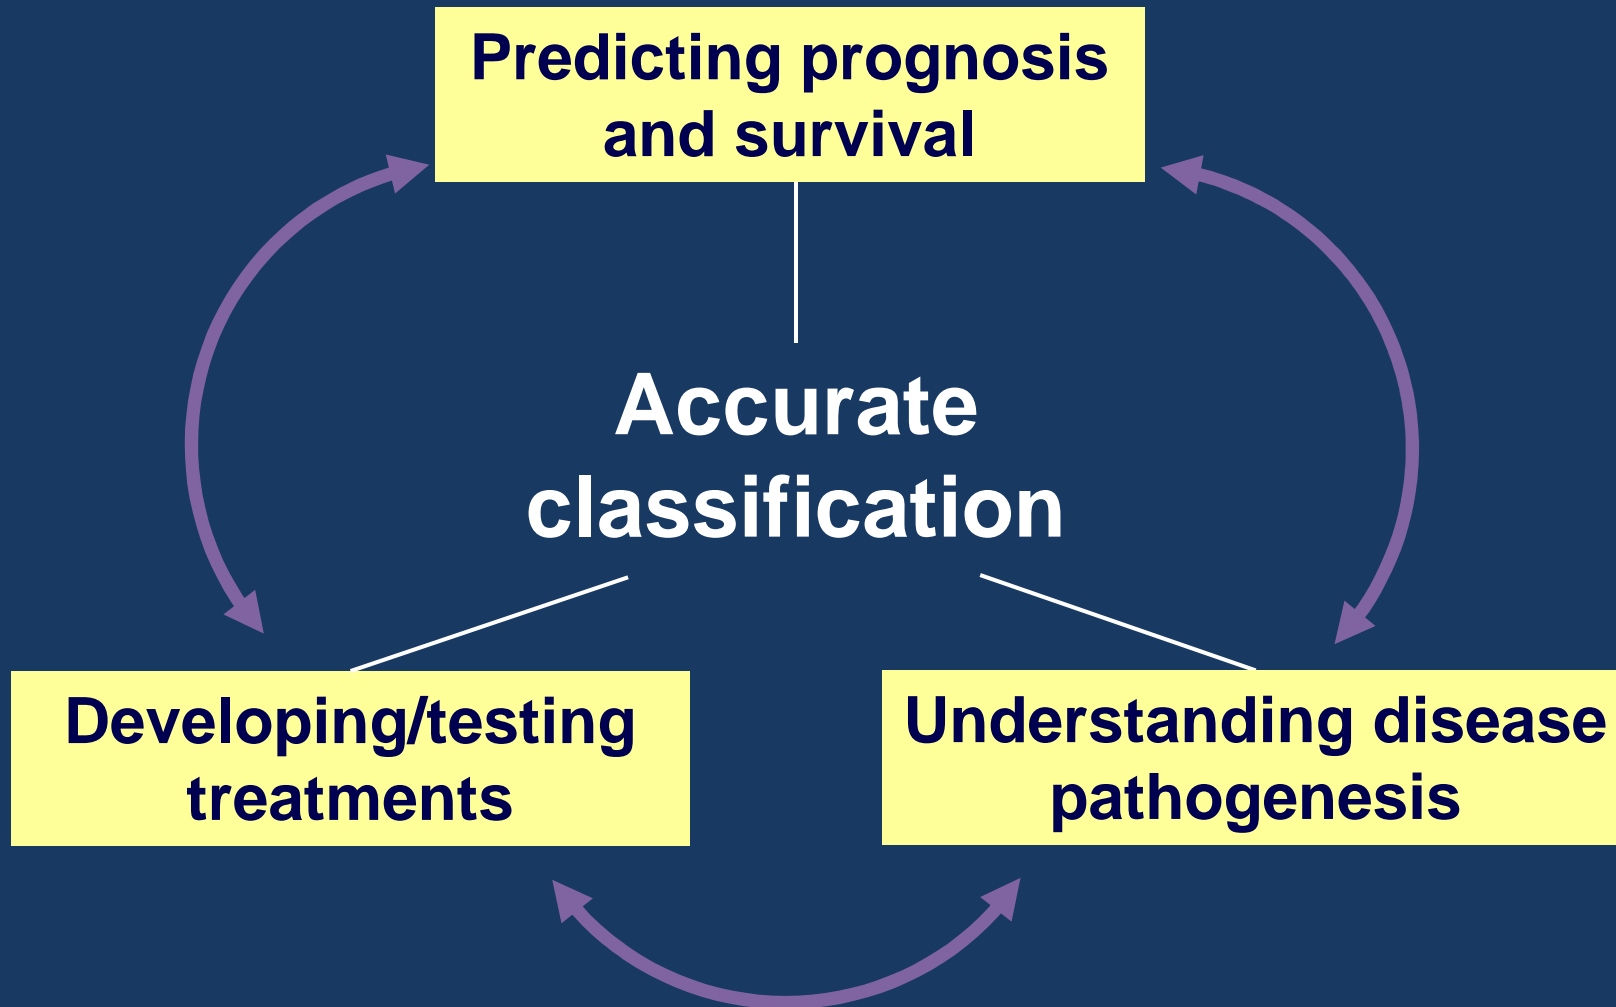 Predicting prognosis
and survival
Accurate
classification
Developing/testing
treatments
Understanding disease
pathogenesis